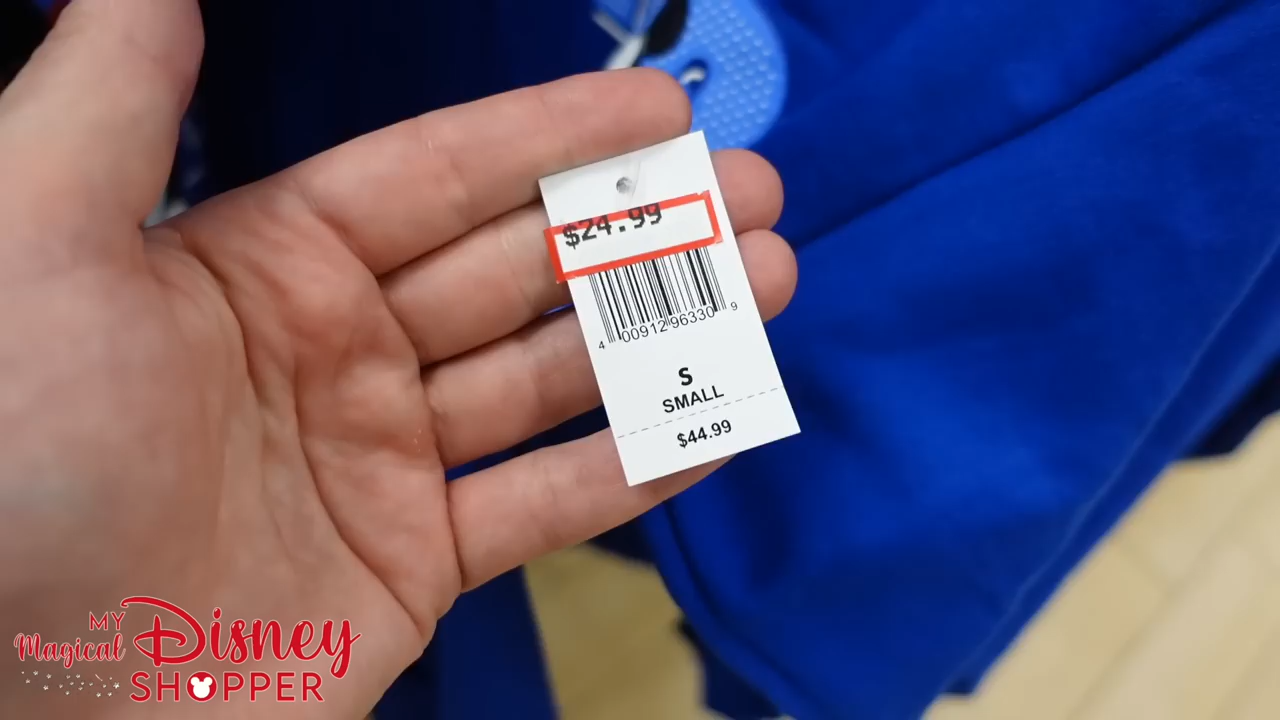 $24.99
4 00912 96330 9
S
SMALL
$44.99
MY
Magical Disney
SHOPPER